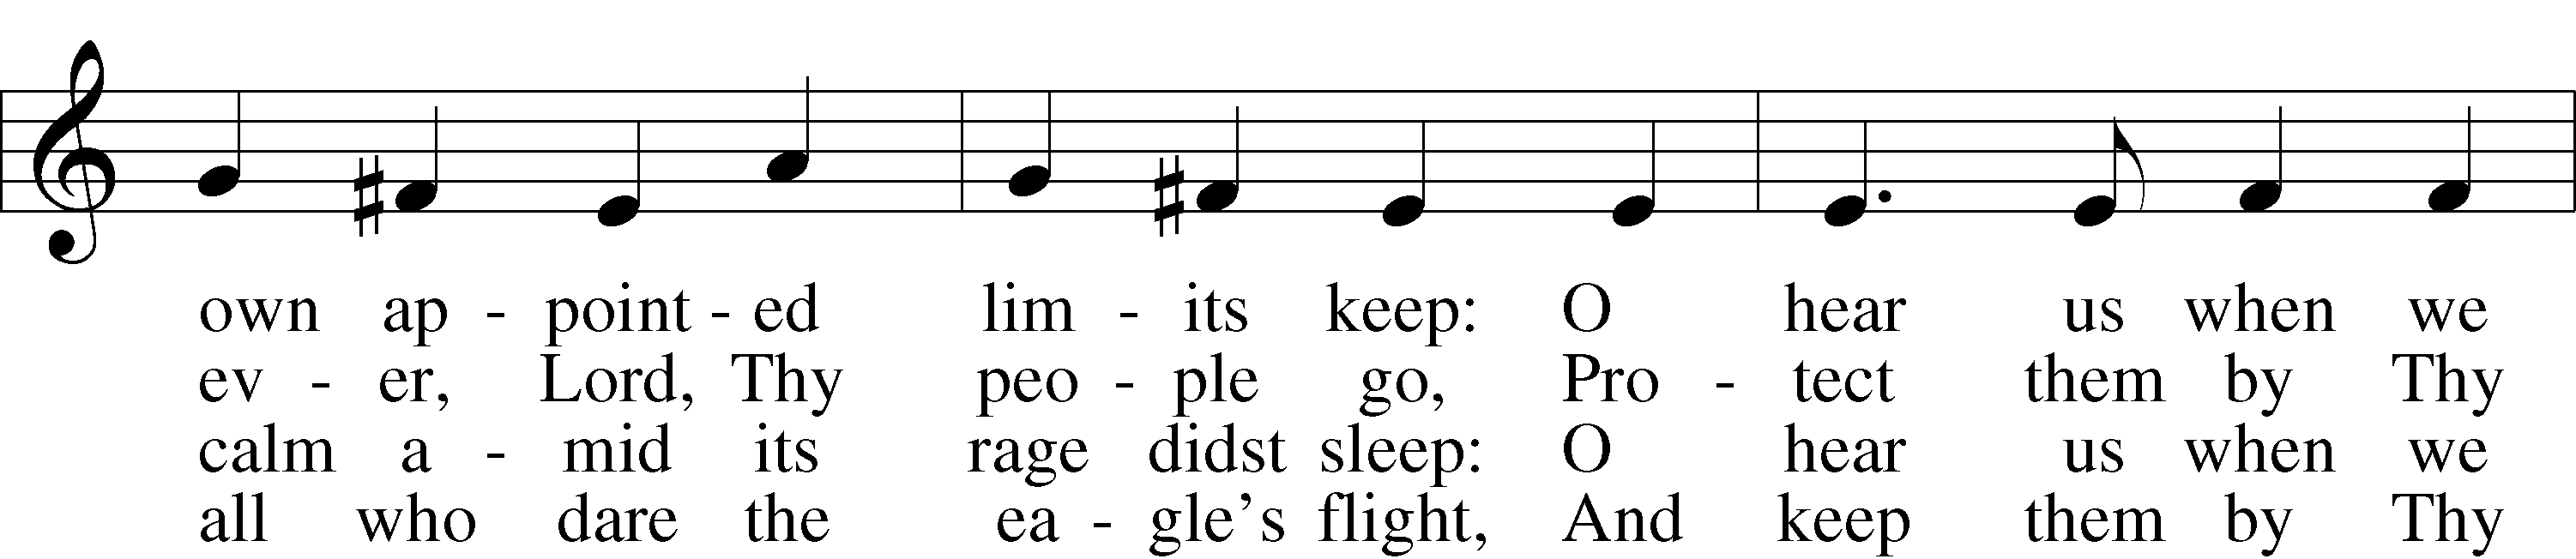 own ap - point - ed lim - its keep: O hear us when we
ev - er, Lord, Thy peo - ple go, Pro - tect them by Thy
calm a - mid its rage didst sleep: O hear us when we
all who dare the ea - gle's flight, And keep them by Thy